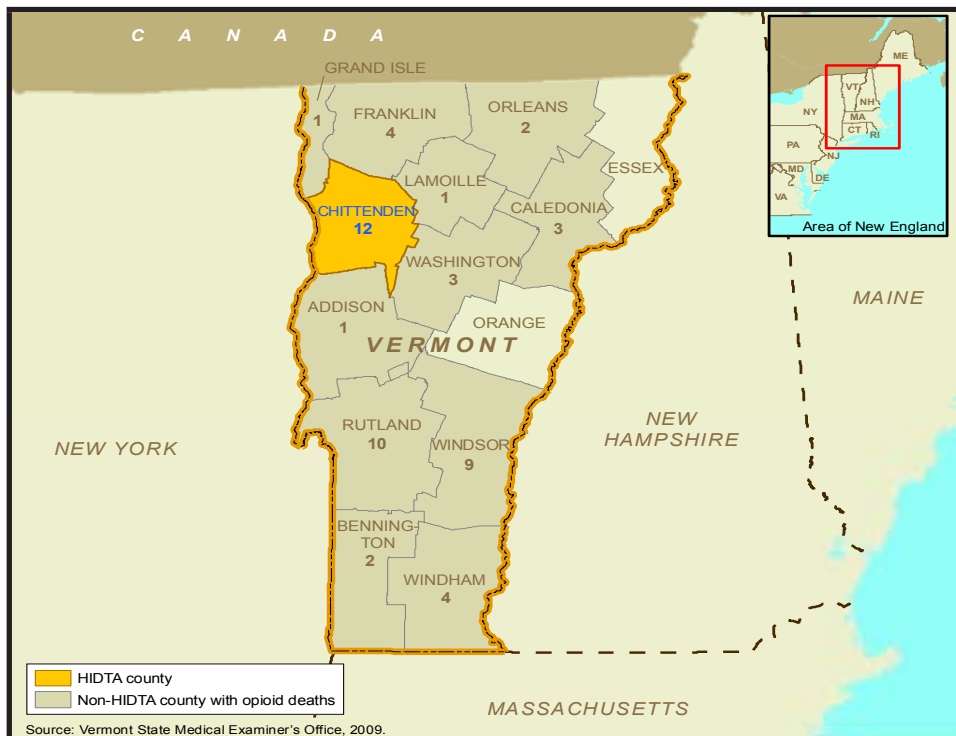 C A N A D A
GRAND ISLE
1
FRANKLIN
4
ORLEANS
2
ESSEX
LAMOILLE
1
CHITTENDEN
12
CALEDONIA
3
WASHINGTON
3
ADDISON
1
ORANGE
VERMONT
RUTLAND
10
WINDSOR
9
BENNING-
TON
2
WINDHAM
4
NEW YORK
NEW
HAMPSHIRE
MAINE
MASSACHUSETTS
ME
VT
NH
NY
MA
CT
RI
PA
NJ
MD
DE
VA
Area of New England
HIDTA county
Non-HIDTA county with opioid deaths
Source: Vermont State Medical Examiner's Office, 2009.